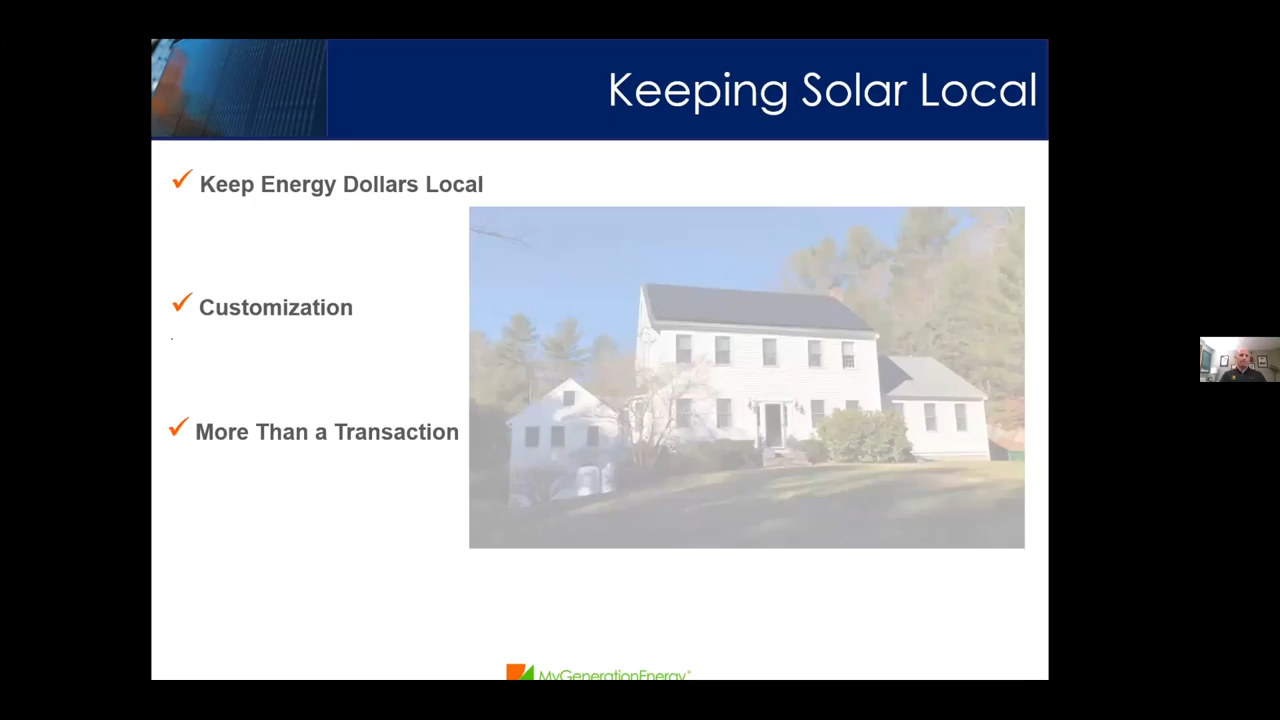 Keeping Solar Local
✓ Keep Energy Dollars Local
✓ Customization
.
✓ More Than a Transaction
MyGenerationEnergy®